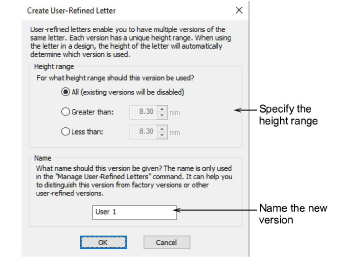 Create User-Refined Letter
User-refined letters enable you to have multiple versions of the
same letter. Each version has a unique height range. When using
the letter in a design, the height of the letter will automatically
determine which version is used.
Height range
For what height range should this version be used?
All (existing versions will be disabled)
Greater than: 8.30 mm
Specify the
height range
Less than: 8.30 mm
Name
What name should this version be given? The name is only used
in the "Manage User-Refined Letters" command. It can help you
to distinguish this version from factory versions or other
user-refined versions.
User 1
Name the new
version
OK Cancel